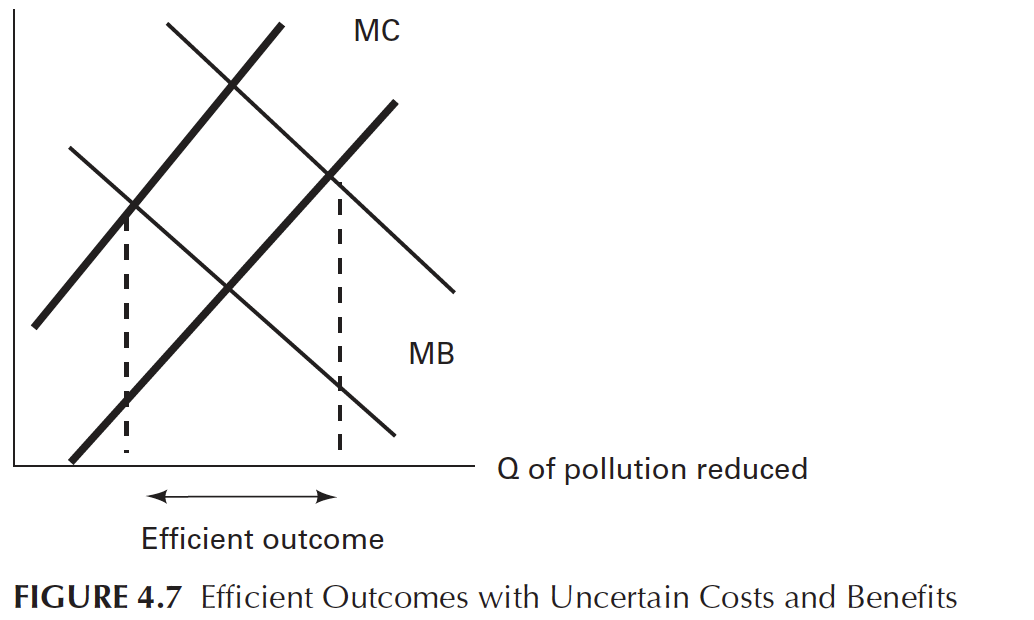 MC
MB
Q of pollution reduced
Efficient outcome
FIGURE 4.7 Efficient Outcomes with Uncertain Costs and Benefits